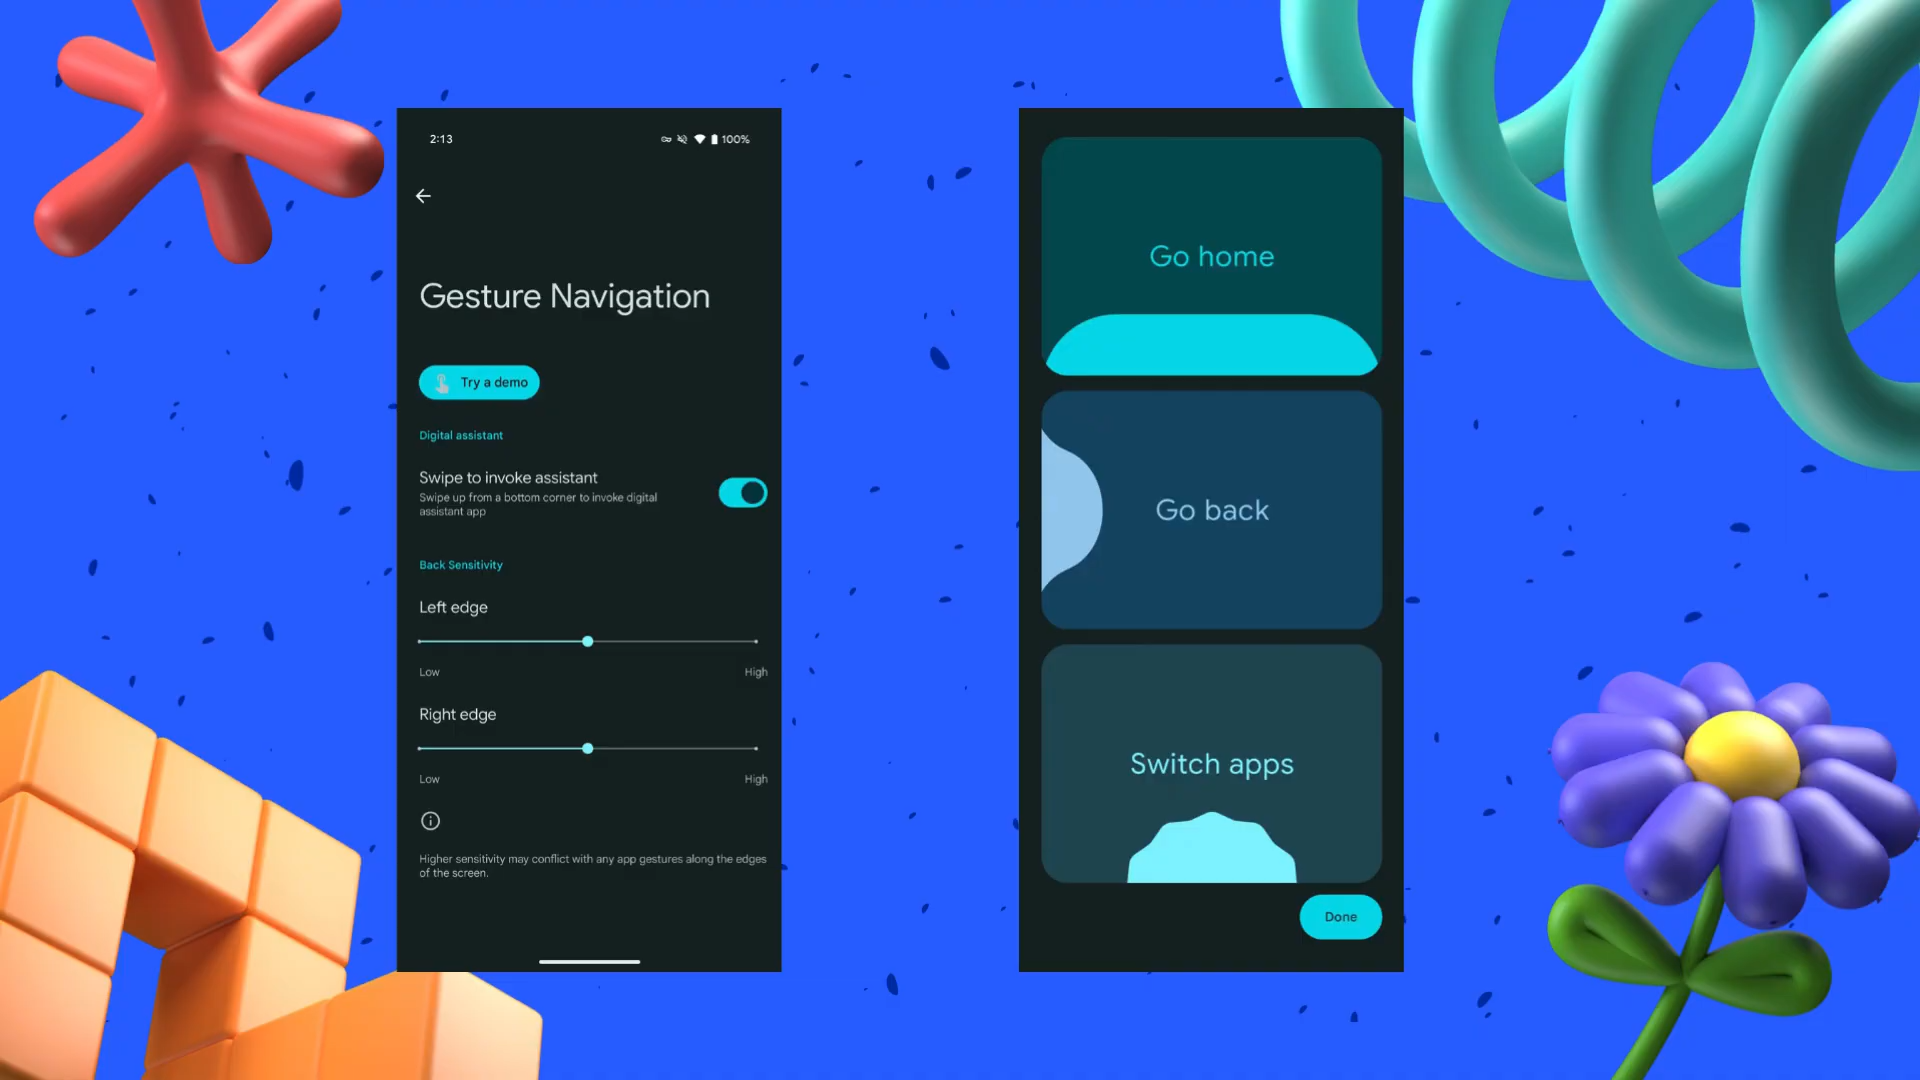 2:13
100%
Gesture Navigation
Try a demo
Digital assistant
Swipe to invoke assistant
Swipe up from a bottom corner to invoke digital
assistant app
Back Sensitivity
Left edge
Low
High
Right edge
Low
High
Higher sensitivity may conflict with any app gestures along the edges
of the screen.
Go home
Go back
Switch apps
Done